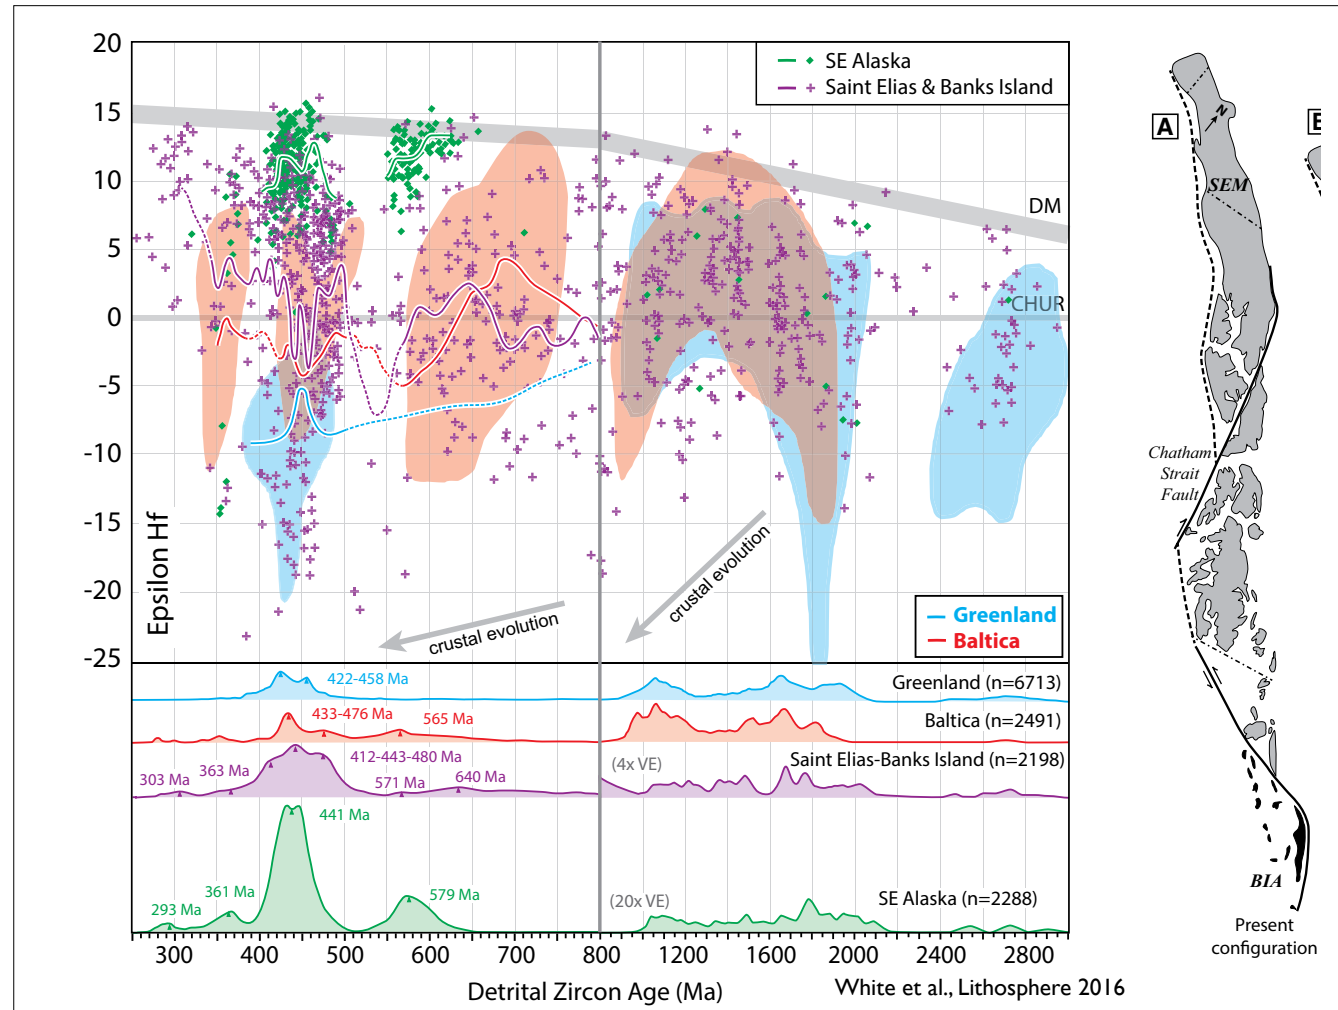 20
15
10
5
0
-5
-10
-15
-20
-25
Epsilon Hf
SE Alaska
Saint Elias & Banks Island
DM
CHUR
crustal evolution
crustal evolution
Greenland
Baltica
422-458 Ma
Greenland (n=6713)
433-476 Ma
565 Ma
Baltica (n=2491)
412-443-480 Ma
303 Ma
363 Ma
571 Ma
640 Ma
(4x VE)
Saint Elias-Banks Island (n=2198)
441 Ma
293 Ma
361 Ma
579 Ma
(20x VE)
SE Alaska (n=2288)
300
400
500
600
700
800
1200
1600
2000
2400
2800
Detrital Zircon Age (Ma)
White et al., Lithosphere 2016
A
N
SEM
Chatham
Strait
Fault
BIA
Present
configuration